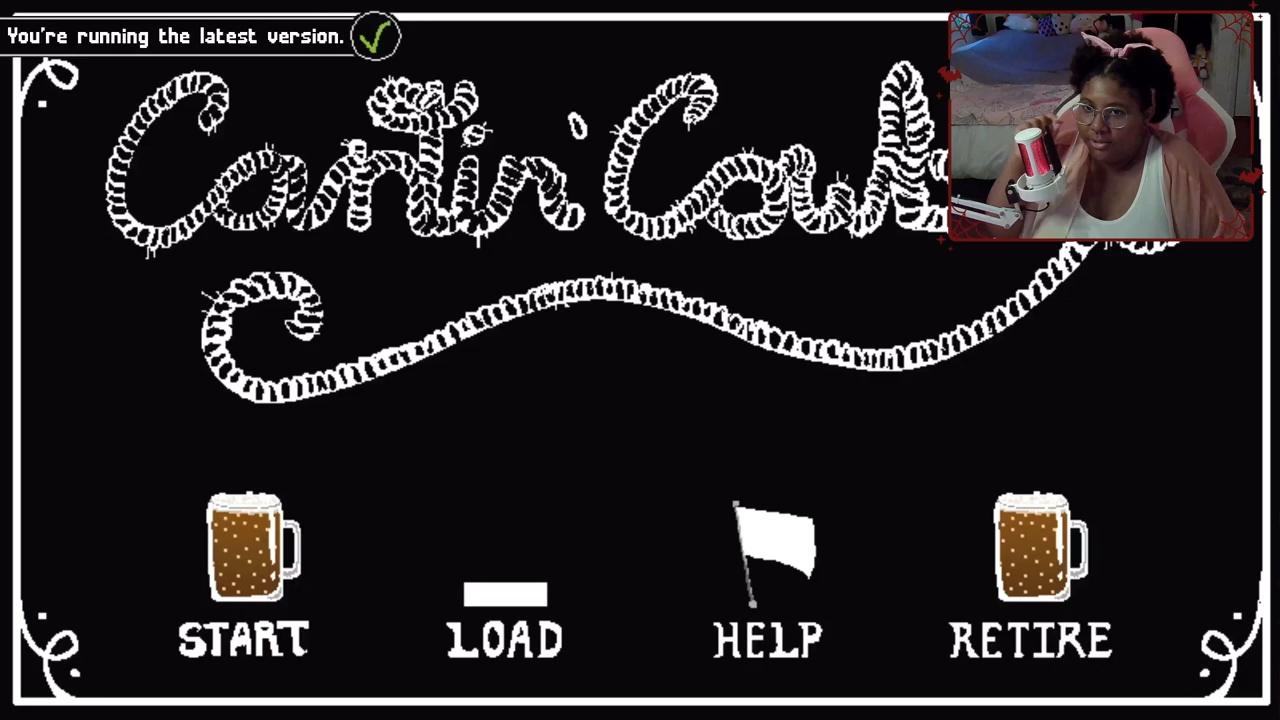 You're running the latest version.
START
LOAD
HELP
RETIRE